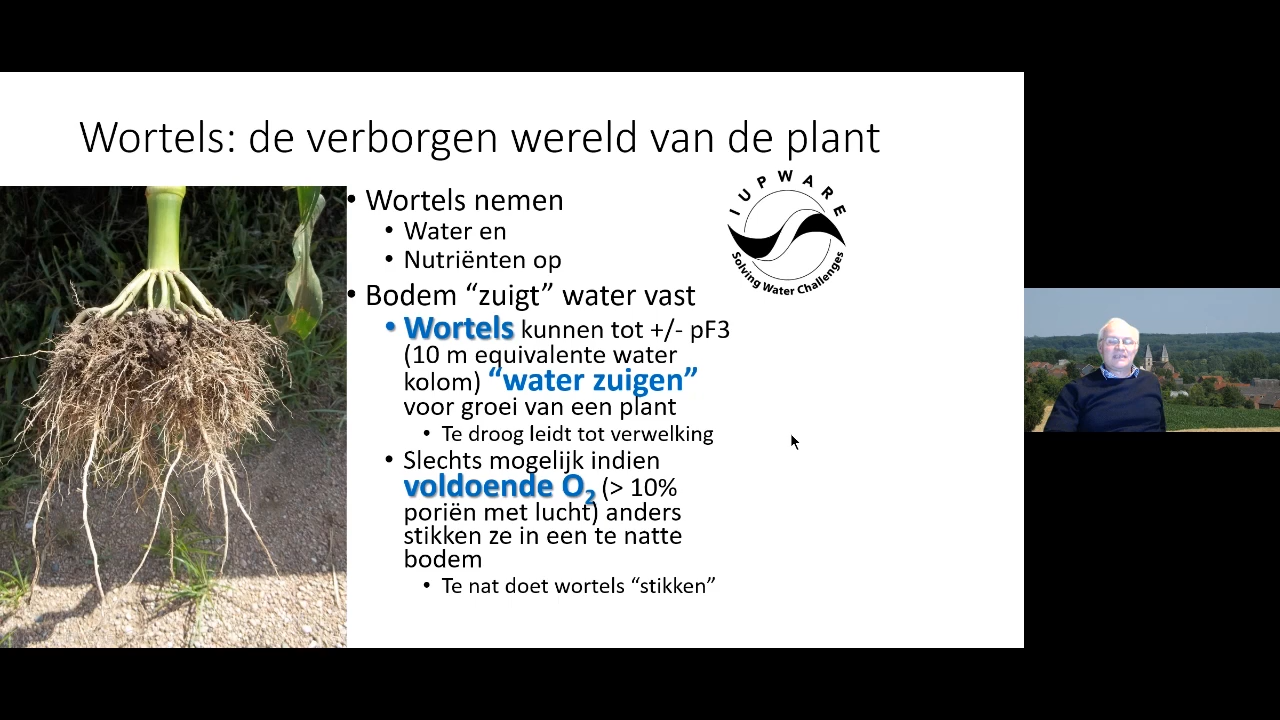 Wortels: de verborgen wereld van de plant
• Wortels nemen
• Water en
• Nutriënten op
• Bodem “zuigt” water vast
• Wortels kunnen tot +/- pF3
(10 m equivalente water
kolom) “water zuigen”
voor groei van een plant
• Te droog leidt tot verwelking
• Slechts mogelijk indien
voldoende O2 (> 10%
poriën met lucht) anders
stikken ze in een te natte
bodem
• Te nat doet wortels “stikken”
IUPWARE
Solving Water Challenges